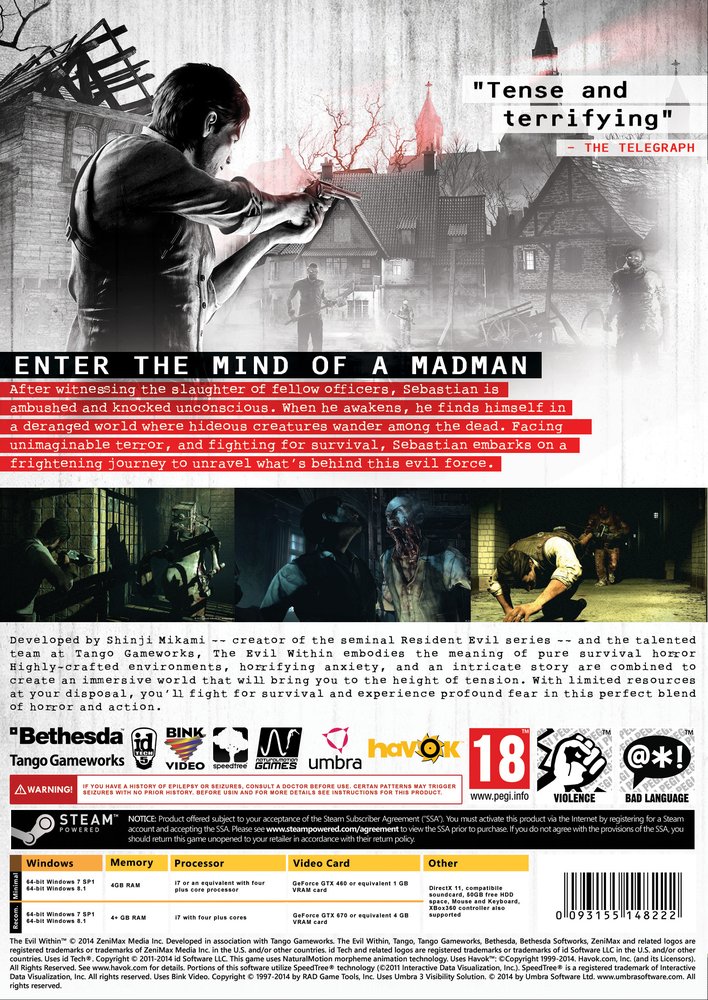 "Tense and
terrifying"
- THE TELEGRAPH
ENTER THE MIND OF A MADMAN
After witnessing the slaughter of fellow officers, Sebastian is
ambushed and knocked unconscious. When he awakens, he finds himself in
a deranged world where hideous creatures wander among the dead. Facing
unimaginable terror, and fighting for survival, Sebastian embarks on a
frightening journey to unravel what's behind this evil force.
Developed by Shinji Mikami -- creator of the seminal Resident Evil series -- and the talented
team at Tango Gameworks, The Evil Within embodies the meaning of pure survival horror
Highly-crafted environments, horrifying anxiety, and an intricate story are combined to
create an immersive world that will bring you to the height of tension. With limited resources
at your disposal, you'll fight for survival and experience profound fear in this perfect blend
of horror and action.
Bethesda™
Tango Gameworks
id
TECH
5
BINK
VIDEO
speedtree
NATURALMOTION
GAMES
umbra
havok
18
www.pegi.info
VIOLENCE
@*!
BAD LANGUAGE
WARNING!
IF YOU HAVE A HISTORY OF EPILEPSY OR SEIZURES, CONSULT A DOCTOR BEFORE USE. CERTAN PATTERNS MAY TRIGGER
SEIZURES WITH NO PRIOR HISTORY. BEFORE USIN AND FOR MORE DETAILS SEE INSTRUCTIONS FOR THIS PRODUCT.
STEAM™
POWERED
NOTICE: Product offered subject to your acceptance of the Steam Subscriber Agreement ("SSA"). You must activate this product via the Internet by registering for a Steam
account and accepting the SSA. Please see www.steampowered.com/agreement to view the SSA prior to purchase. If you do not agree with the provisions of the SSA, you
should return this game unopened to your retailer in accordance with their return policy.
Windows Memory Processor Video Card Other
Minimal
64-bit Windows 7 SP1
64-bit Windows 8.1
4GB RAM
i7 or an equivalent with four
plus core processor
GeForce GTX 460 or equivalent 1 GB
VRAM card
DirectX 11, compatibile
soundcard, 50GB free HDD
space, Mouse and Keyboard,
XBox360 controller also
supported
Recom.
64-bit Windows 7 SP1
64-bit Windows 8.1
4+ GB RAM
i7 with four plus cores
GeForce GTX 670 or equivalent 4 GB
VRAM card
0 093155 148222
The Evil Within™ © 2014 ZeniMax Media Inc. Developed in association with Tango Gameworks. The Evil Within, Tango, Tango Gameworks, Bethesda, Bethesda Softworks, ZeniMax and related logos are
registered trademarks or trademarks of ZeniMax Media Inc. in the U.S. and/or other countries. id Tech and related logos are registered trademarks or trademarks of id Software LLC in the U.S. and/or other
countries. Uses id Tech®. Copyright © 2011-2014 id Software LLC. This game uses NaturalMotion morpheme animation technology. Uses Havok™: ©Copyright 1999-2014. Havok.com, Inc. (and its Licensors).
All Rights Reserved. See www.havok.com for details. Portions of this software utilize SpeedTree® technology (©2011 Interactive Data Visualization, Inc.). SpeedTree® is a registered trademark of Interactive
Data Visualization, Inc. All rights reserved. Uses Bink Video. Copyright © 1997-2014 by RAD Game Tools, Inc. Uses Umbra 3 Visibility Solution. © 2014 by Umbra Software Ltd. www.umbrasoftware.com. All
rights reserved.